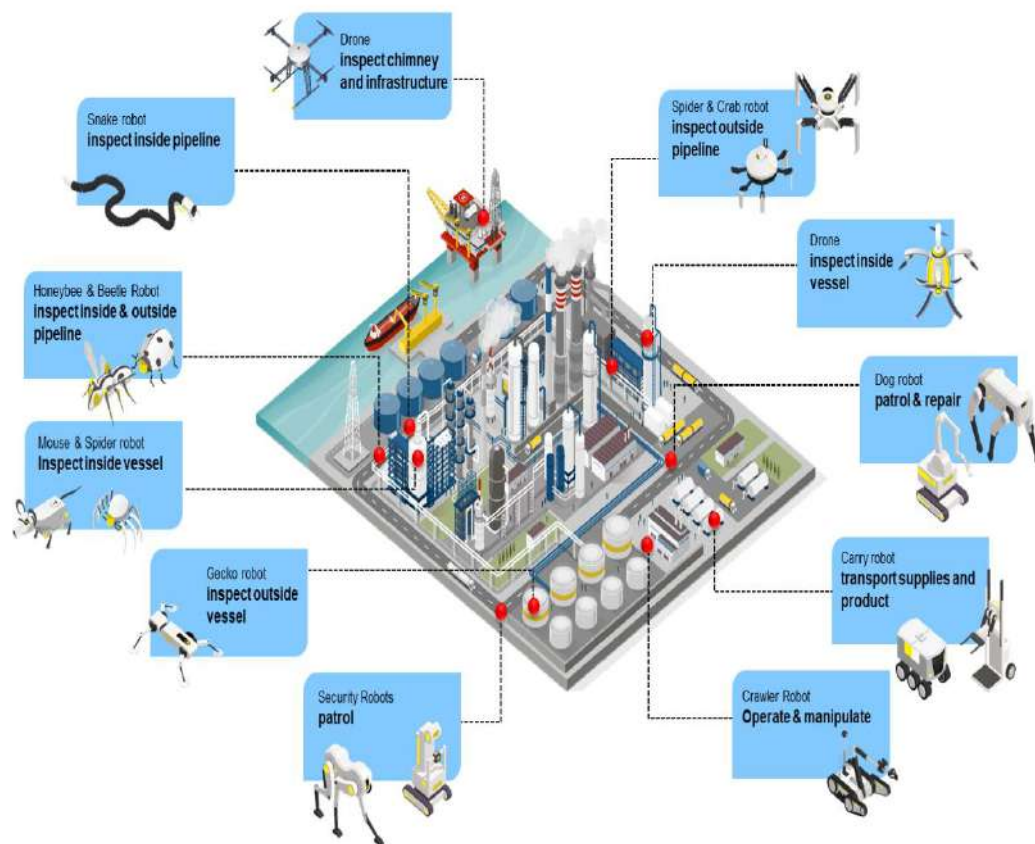 Drone
inspect chimney
and infrastructure
Snake robot
inspect inside pipeline
Spider & Crab robot
inspect outside
pipeline
Drone
inspect inside
vessel
Honeybee & Beetle Robot
inspect inside & outside
pipeline
Dog robot
patrol & repair
Mouse & Spider robot
Inspect inside vessel
Gecko robot
inspect outside
vessel
Carry robot
transport supplies and
product
Security Robots
patrol
Crawler Robot
Operate & manipulate